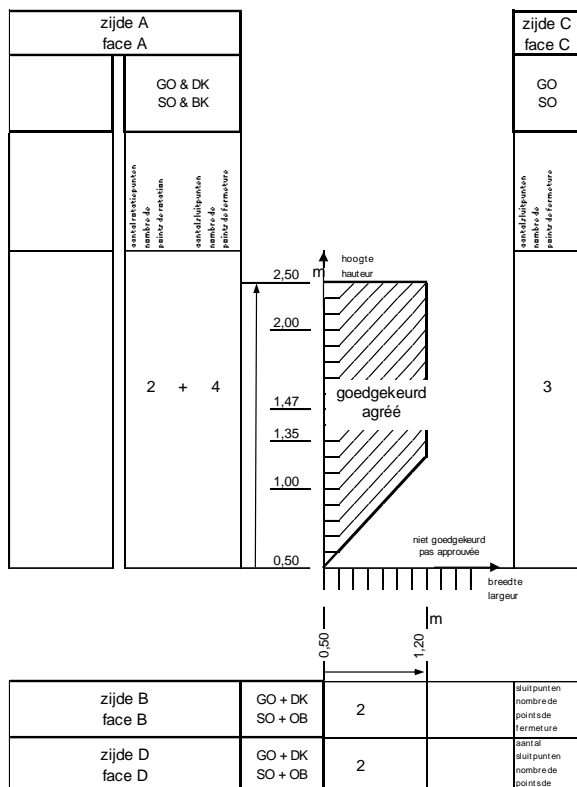 zijde A
face A
zijde C
face C
GO & DK
SO & BK
GO
SO
aantal rotatiepunten
nombre de
points de rotation
aantal sluitpunten
nombre de
points de fermeture
aantal sluitpunten
nombre de
points de fermeture
hoogte
hauteur
m
2,50
2,00
1,47
1,35
1,00
0,50
2 + 4
goedgekeurd
agréé
3
niet goedgekeurd
pas approuvée
breedte
largeur
m
0,50
1,20
zijde B
face B
GO + DK
SO + OB
2
sluitpunten
nombre de
points de
fermeture
zijde D
face D
GO + DK
SO + OB
2
aantal
sluitpunten
nombre de
points de